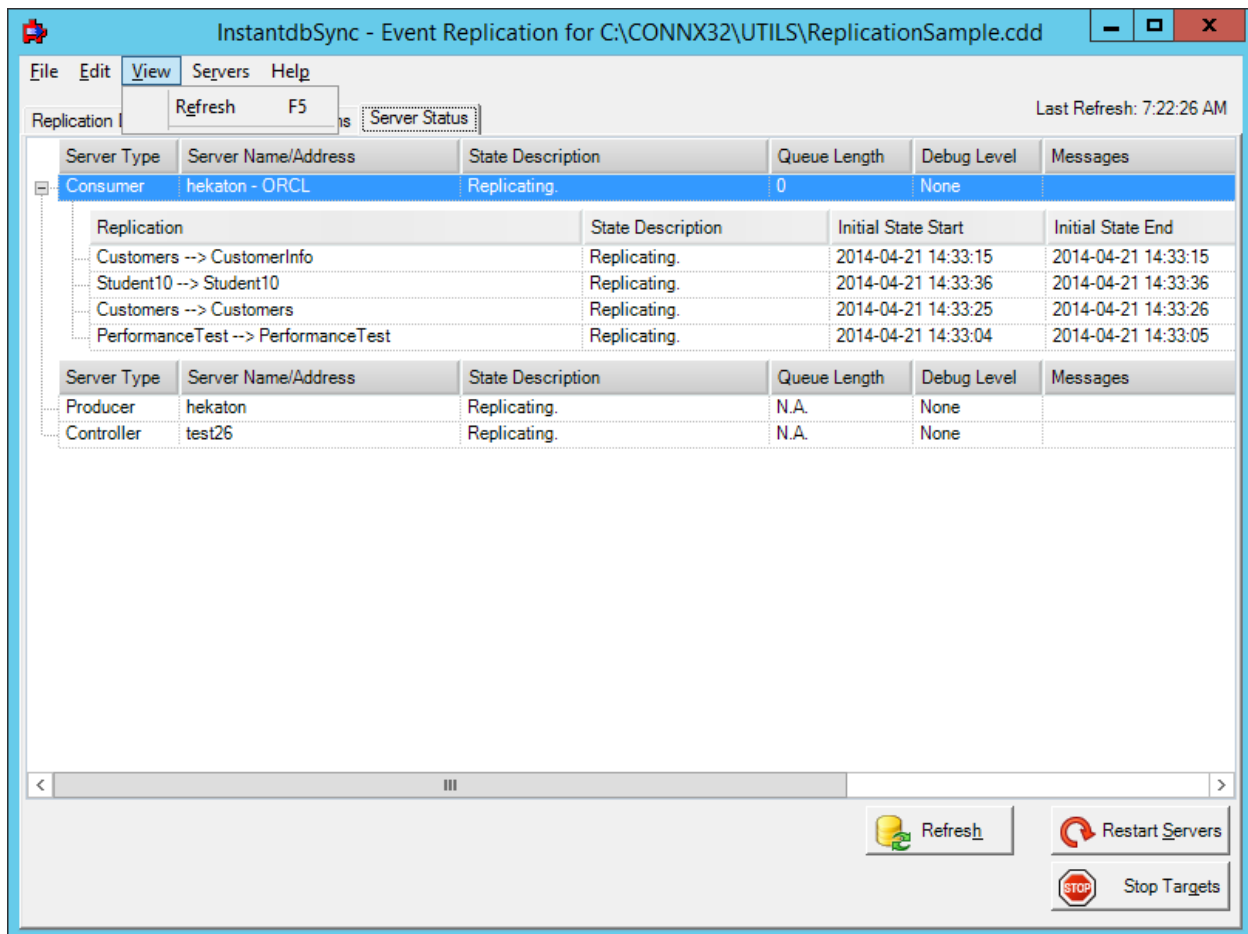 InstantdbSync - Event Replication for C:\CONNX32\UTILS\ReplicationSample.cdd
File Edit View Servers Help
Refresh F5
Last Refresh: 7:22:26 AM
Replication Server Status
Server Type Server Name/Address State Description Queue Length Debug Level Messages
Consumer hekaton - ORCL Replicating. 0 None
Replication State Description Initial State Start Initial State End
Customers --> CustomerInfo Replicating. 2014-04-21 14:33:15 2014-04-21 14:33:15
Student10 --> Student10 Replicating. 2014-04-21 14:33:36 2014-04-21 14:33:36
Customers --> Customers Replicating. 2014-04-21 14:33:25 2014-04-21 14:33:26
PerformanceTest --> PerformanceTest Replicating. 2014-04-21 14:33:04 2014-04-21 14:33:05
Server Type Server Name/Address State Description Queue Length Debug Level Messages
Producer hekaton Replicating. N.A. None
Controller test26 Replicating. N.A. None
Refresh
Restart Servers
STOP Stop Targets